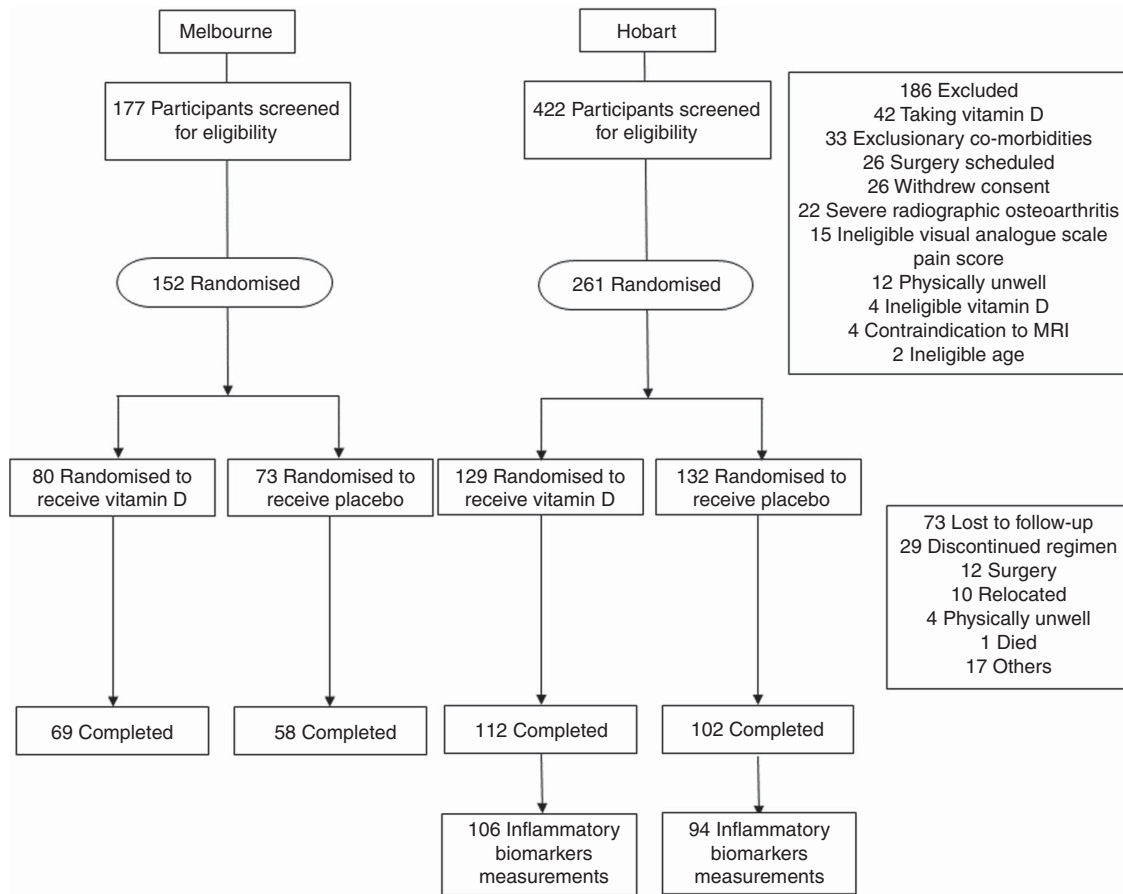 Melbourne
Hobart
177 Participants screened
for eligibility
422 Participants screened
for eligibility
186 Excluded
42 Taking vitamin D
33 Exclusionary co-morbidities
26 Surgery scheduled
26 Withdrew consent
22 Severe radiographic osteoarthritis
15 Ineligible visual analogue scale
pain score
12 Physically unwell
4 Ineligible vitamin D
4 Contraindication to MRI
2 Ineligible age
152 Randomised
261 Randomised
80 Randomised to
receive vitamin D
73 Randomised to
receive placebo
129 Randomised to
receive vitamin D
132 Randomised to
receive placebo
73 Lost to follow-up
29 Discontinued regimen
12 Surgery
10 Relocated
4 Physically unwell
1 Died
17 Others
69 Completed
58 Completed
112 Completed
102 Completed
106 Inflammatory
biomarkers
measurements
94 Inflammatory
biomarkers
measurements